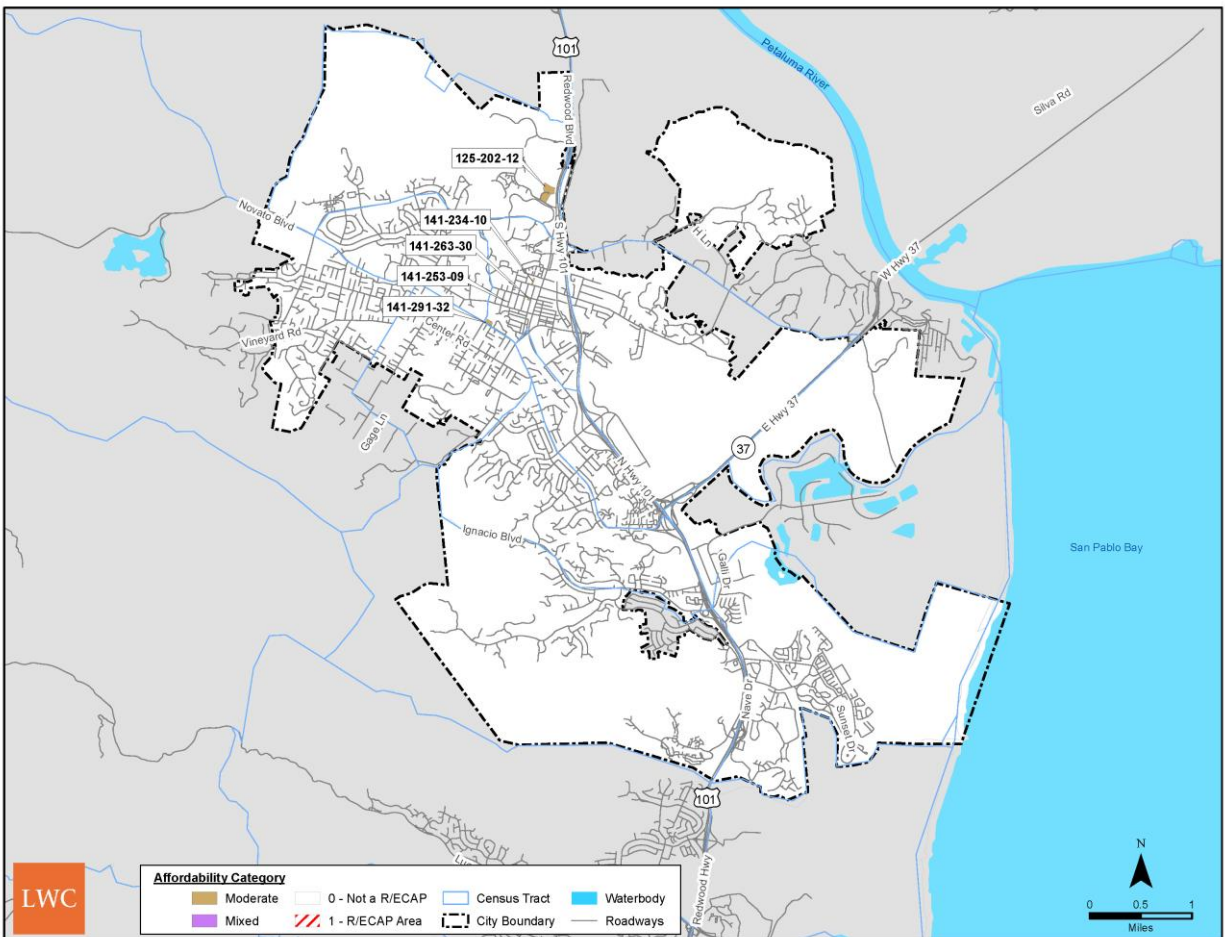 101
Redwood Blvd
Petaluma River
Silva Rd
125-202-12
141-234-10
S Hwy 101
141-263-30
141-253-09
141-291-32
Novato Blvd
H Ln
W Hwy 37
Center Rd
Vineyard Rd
Gage Ln
E Hwy 37
37
N Hwy 101
Ignacio Blvd
Galli Dr
San Pablo Bay
Nave Dr
Sunset Dr
101
Redwood Hwy
LWC
Affordability Category
Moderate
0 - Not a R/ECAP
Census Tract
Waterbody
Mixed
1 - R/ECAP Area
City Boundary
Roadways
N
0 0.5 1
Miles